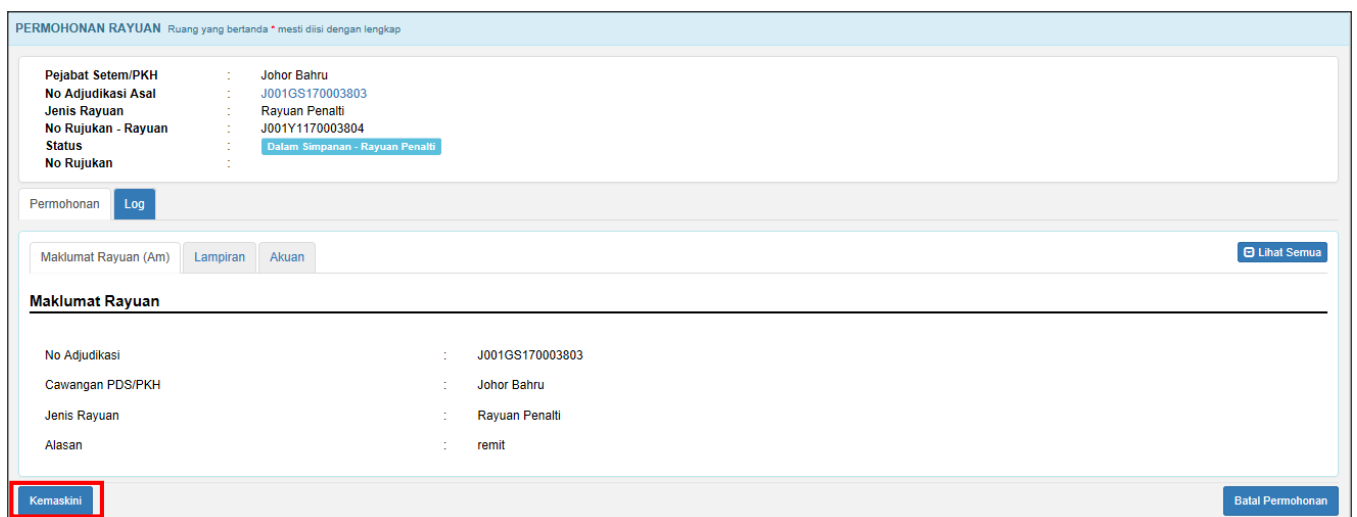 PERMOHONAN RAYUAN Ruang yang bertanda * mesti diisi dengan lengkap
Pejabat Setem/PKH : Johor Bahru
No Adjudikasi Asal : J001GS170003803
Jenis Rayuan : Rayuan Penalti
No Rujukan - Rayuan : J001Y1170003804
Status : Dalam Simpanan - Rayuan Penalti
No Rujukan :
Permohonan Log
Maklumat Rayuan (Am) Lampiran Akuan Lihat Semua
Maklumat Rayuan
No Adjudikasi : J001GS170003803
Cawangan PDS/PKH : Johor Bahru
Jenis Rayuan : Rayuan Penalti
Alasan : remit
Kemaskini Batal Permohonan